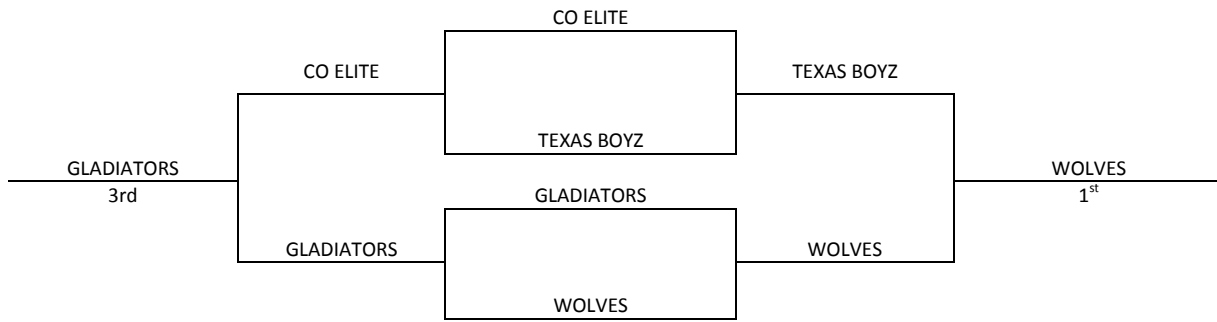 CO ELITE
CO ELITE
TEXAS BOYZ
TEXAS BOYZ
GLADIATORS
3rd
WOLVES
1st
GLADIATORS
GLADIATORS
WOLVES
WOLVES